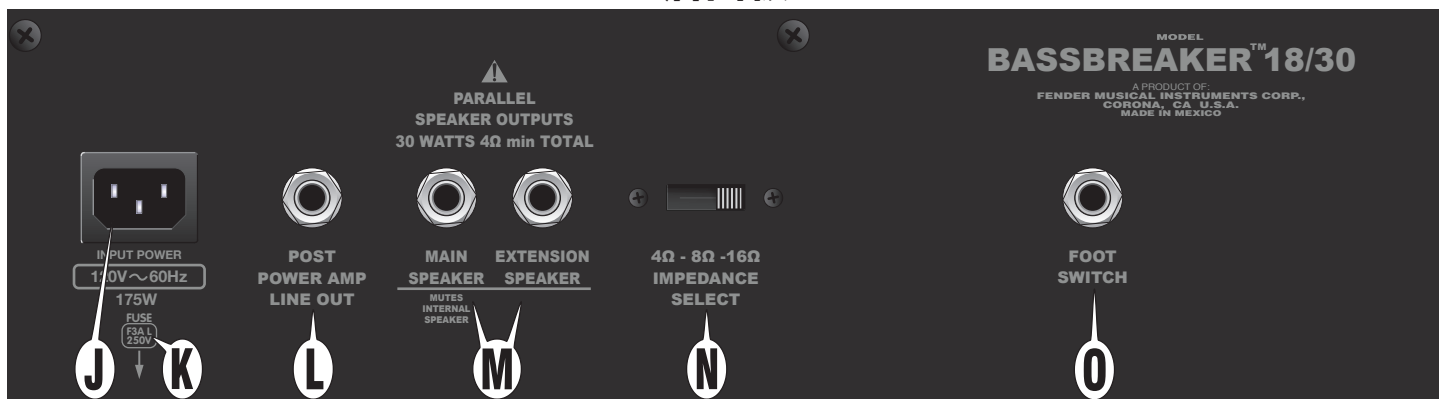 MODEL
BASSBREAKER™18/30
A PRODUCT OF:
FENDER MUSICAL INSTRUMENTS CORP.,
CORONA, CA U.S.A.
MADE IN MEXICO
PARALLEL
SPEAKER OUTPUTS
30 WATTS 4Ω min TOTAL
INPUT POWER
120V～60Hz
175W
FUSE
F3A L
250V
POST
POWER AMP
LINE OUT
MAIN
SPEAKER
MUTES
INTERNAL
SPEAKER
EXTENSION
SPEAKER
4Ω - 8Ω -16Ω
IMPEDANCE
SELECT
FOOT
SWITCH
J
K
L
M
N
O